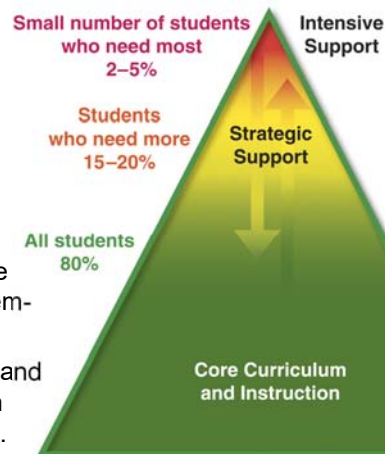 Small number of students
who need most
2–5%
Intensive
Support
Students
who need more
15–20%
Strategic
Support
All students
80%
e
em-
and
n
.
Core Curriculum
and Instruction